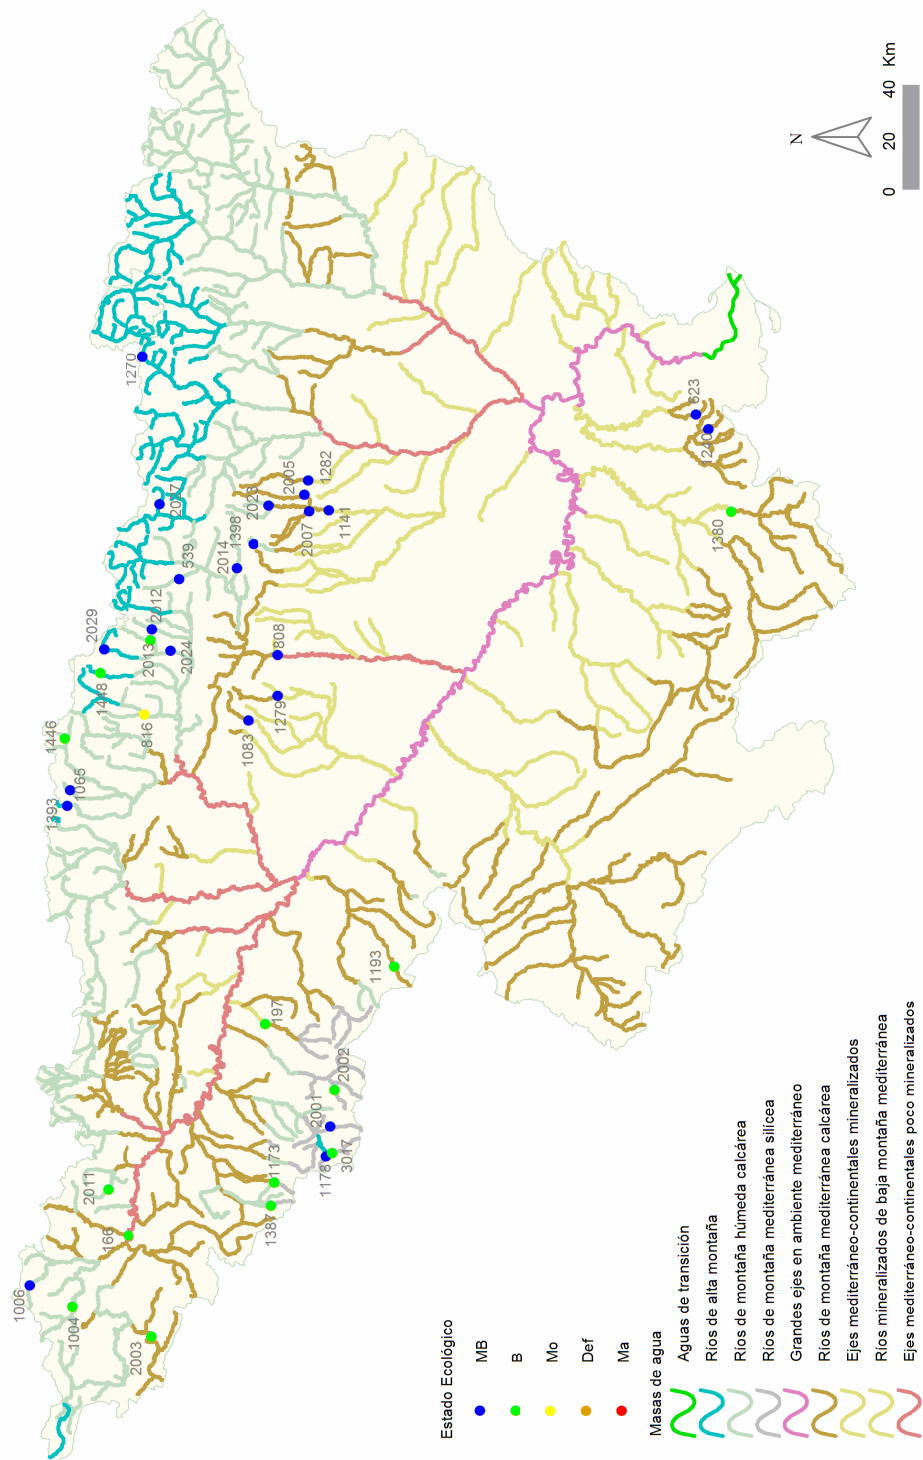 1006
1393
1446
1004
1065
2011
2029
1448
166
1270
2003
816
2013
2012
2024
2027
539
2014
1398
1083
2028
1387
1173
197
1279
808
2005
2007
1282
1178
2001
2002
3017
1141
1193
623
1240
1380
N
0 20 40 Km
Estado Ecológico
MB
B
Mo
Def
Ma
Masas de agua
Aguas de transición
Ríos de alta montaña
Ríos de montaña húmeda calcárea
Ríos de montaña mediterránea silícea
Grandes ejes en ambiente mediterráneo
Ríos de montaña mediterránea calcárea
Ejes mediterráneo-continentales mineralizados
Ríos mineralizados de baja montaña mediterránea
Ejes mediterráneo-continentales poco mineralizados